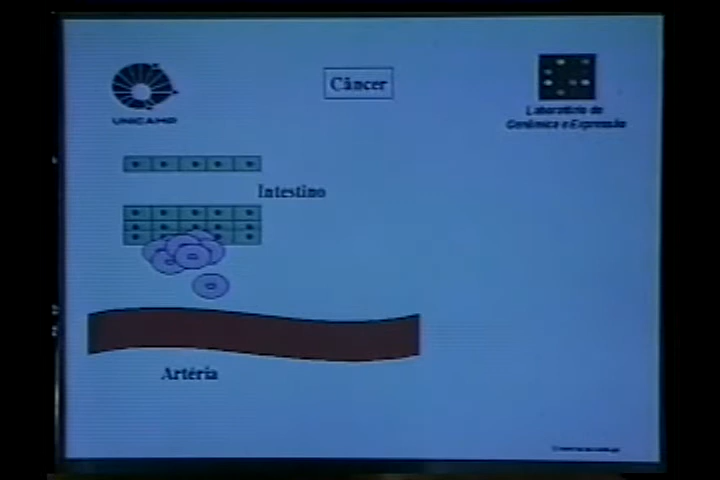 Câncer
UNICAMP
Laboratório de
Genômica e Expressão
Intestino
Artéria